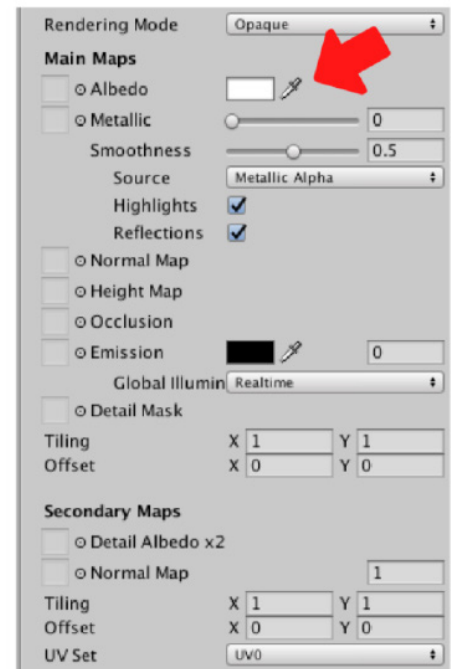 Rendering Mode Opaque
Main Maps
Albedo
Metallic 0
Smoothness 0.5
Source Metallic Alpha
Highlights
Reflections
Normal Map
Height Map
Occlusion
Emission 0
Global Illumin Realtime
Detail Mask
Tiling X 1 Y 1
Offset X 0 Y 0
Secondary Maps
Detail Albedo x2
Normal Map 1
Tiling X 1 Y 1
Offset X 0 Y 0
UV Set UV0